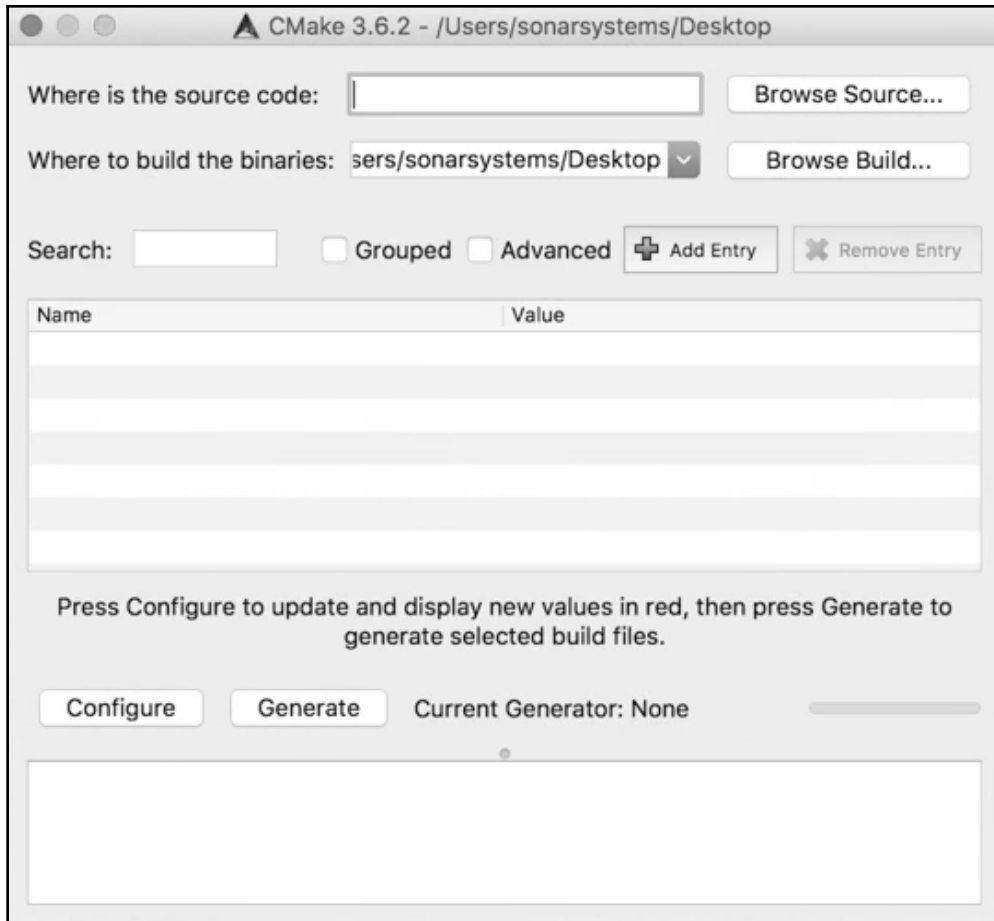 CMake 3.6.2 - /Users/sonarsystems/Desktop
Where is the source code: Browse Source...
Where to build the binaries: sers/sonarsystems/Desktop Browse Build...
Search: Grouped Advanced Add Entry Remove Entry
Name Value
Press Configure to update and display new values in red, then press Generate to
generate selected build files.
Configure Generate Current Generator: None